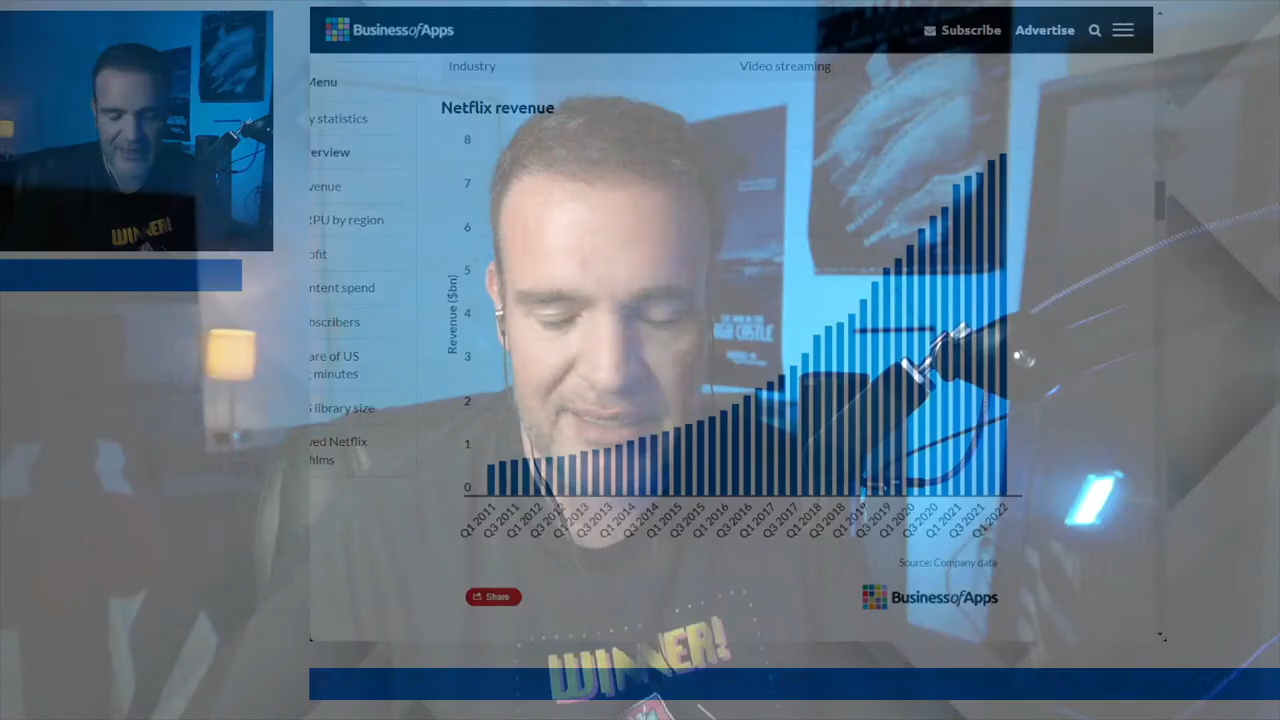 BusinessofApps
Subscribe
Advertise
Industry
Video streaming
Menu
y statistics
erview
venue
RPU by region
ofit
ntent spend
bscribers
are of US
minutes
library size
ved Netflix
films
Netflix revenue
Revenue ($bn)
8
7
6
5
4
3
2
1
0
Q1 2011
Q3 2011
Q1 2012
Q3 2012
Q1 2013
Q3 2013
Q1 2014
Q3 2014
Q1 2015
Q3 2015
Q1 2016
Q3 2016
Q1 2017
Q3 2017
Q1 2018
Q3 2018
Q1 2019
Q3 2019
Q1 2020
Q3 2020
Q1 2021
Q3 2021
Q1 2022
Source: Company data
Share
BusinessofApps
HIGH CASTLE
WINNER!
WINNER!